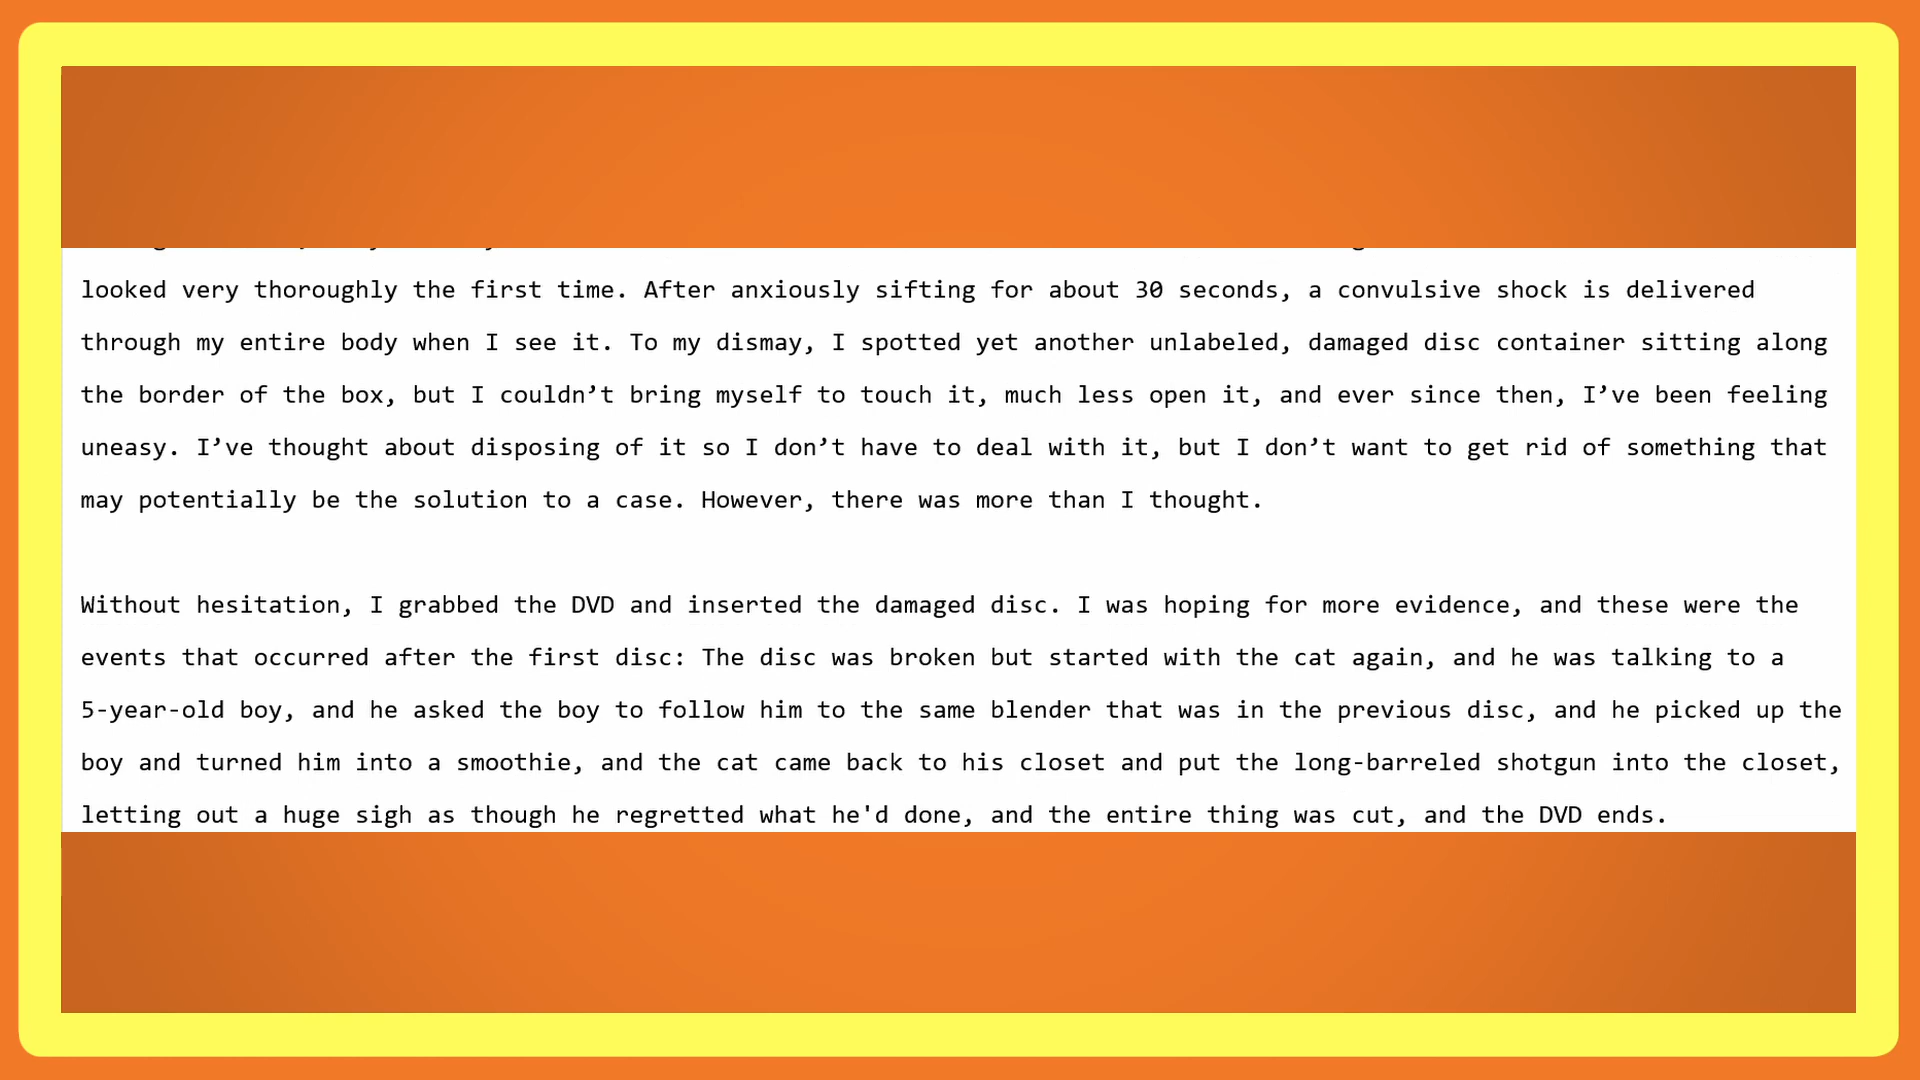 looked very thoroughly the first time. After anxiously sifting for about 30 seconds, a convulsive shock is delivered
through my entire body when I see it. To my dismay, I spotted yet another unlabeled, damaged disc container sitting along
the border of the box, but I couldn’t bring myself to touch it, much less open it, and ever since then, I’ve been feeling
uneasy. I’ve thought about disposing of it so I don’t have to deal with it, but I don’t want to get rid of something that
may potentially be the solution to a case. However, there was more than I thought.
Without hesitation, I grabbed the DVD and inserted the damaged disc. I was hoping for more evidence, and these were the
events that occurred after the first disc: The disc was broken but started with the cat again, and he was talking to a
5-year-old boy, and he asked the boy to follow him to the same blender that was in the previous disc, and he picked up the
boy and turned him into a smoothie, and the cat came back to his closet and put the long-barreled shotgun into the closet,
letting out a huge sigh as though he regretted what he'd done, and the entire thing was cut, and the DVD ends.